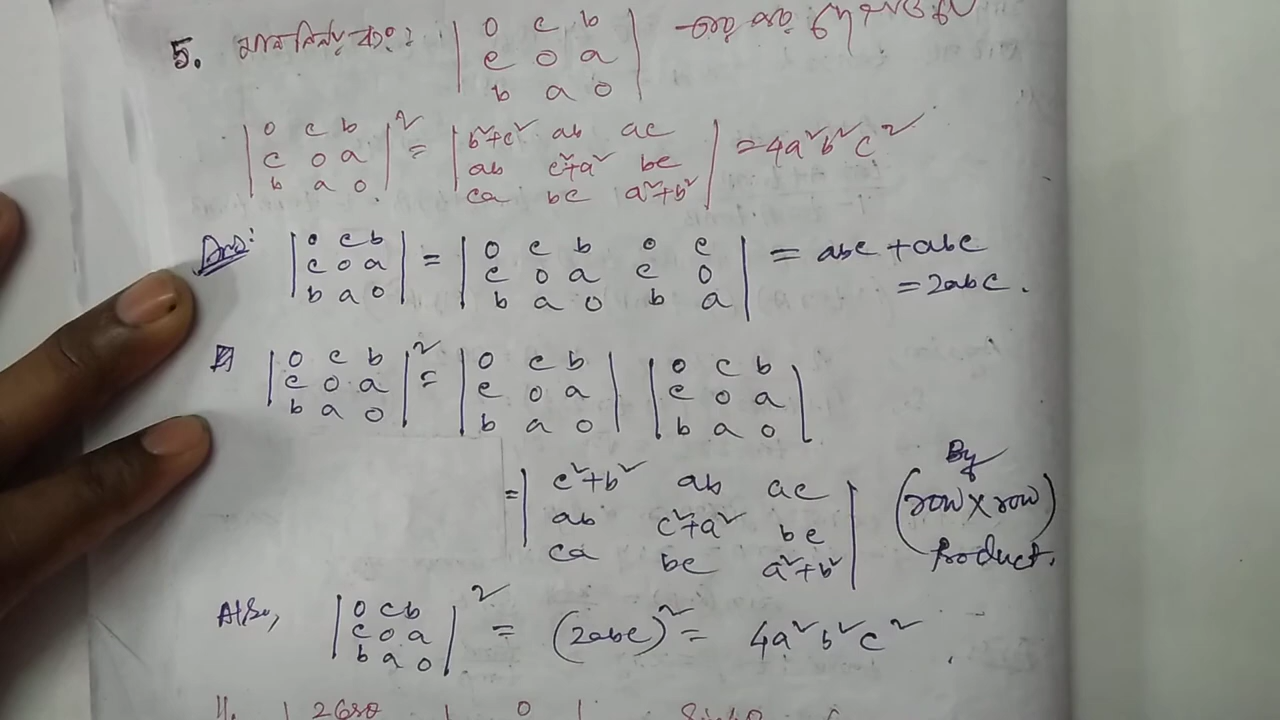 5. মান নির্ণয় কর: | 0 c b |
| c 0 a |
| b a 0 |
| 0 c b |² = | b²+c² ab ac | = 4a²b²c²
| c 0 a | | ab c²+a² bc |
| b a 0 | | ca bc a²+b² |
Ans: | 0 c b | = | 0 c b 0 c | = abc + abc
| c 0 a | | c 0 a c 0 | = 2abc.
| b a 0 | | b a 0 b a |
| 0 c b |² = | 0 c b | | 0 c b |
| c 0 a | | c 0 a | | c 0 a |
| b a 0 | | b a 0 | | b a 0 |
= | c²+b² ab ac | By
| ab c²+a² bc | (row × row)
| ca bc a²+b² | Product.
Also, | 0 c b |² = (2abc)² = 4a²b²c².
| c 0 a |
| b a 0 |